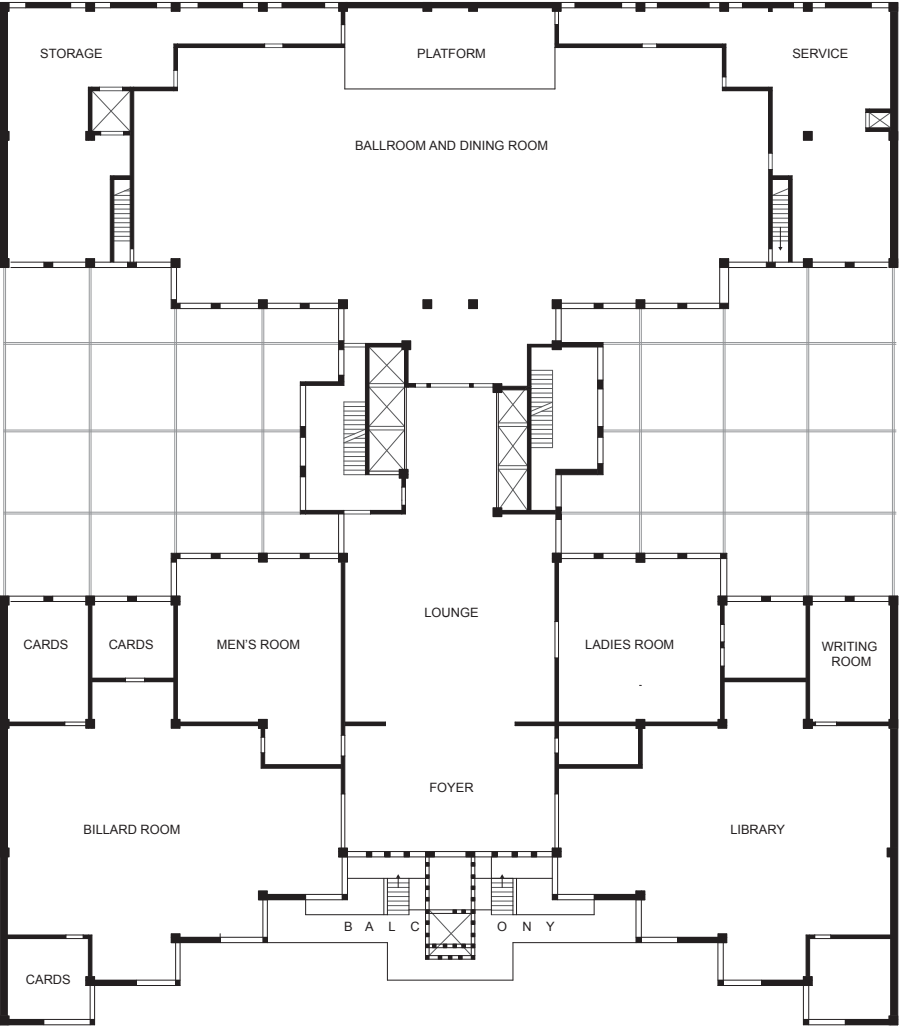 STORAGE
PLATFORM
SERVICE
BALLROOM AND DINING ROOM
LOUNGE
CARDS
CARDS
MEN'S ROOM
LADIES ROOM
WRITING
ROOM
FOYER
BILLARD ROOM
LIBRARY
BALCONY
CARDS